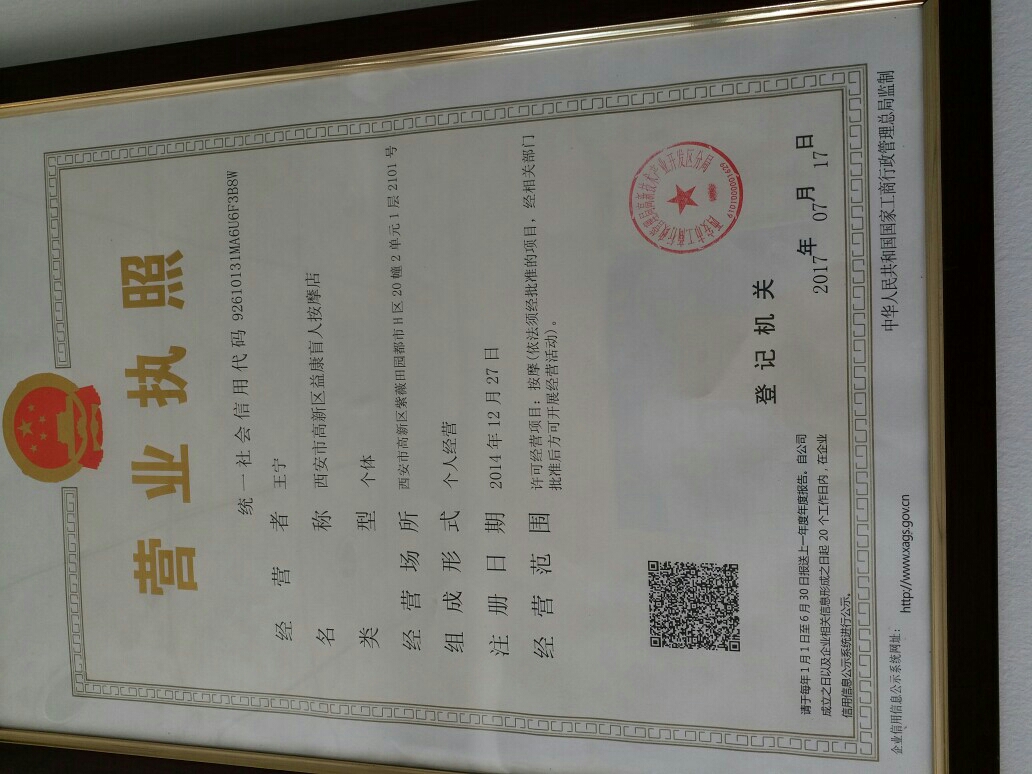 营业执照
统一社会信用代码 92610131MA6U6F3B8W
经营者 王宁
名称 西安市高新区益康盲人按摩店
类型 个体
经营场所 西安市高新区紫薇田园都市H区20幢2单元1层2101号
组成形式 个人经营
注册日期 2014年12月27日
经营范围 许可经营项目：按摩(依法须经批准的项目，经相关部门
批准后方可开展经营活动)。
登记机关
2017年 07月 17日
请于每年1月1日至6月30日报送上一年度年度报告。自公司
成立之日以及企业相关信息形成之日起 20 个工作日内，在企业
信用信息公示系统进行公示。
企业信用信息公示系统网址： http://www.xags.gov.cn
中华人民共和国国家工商行政管理总局监制